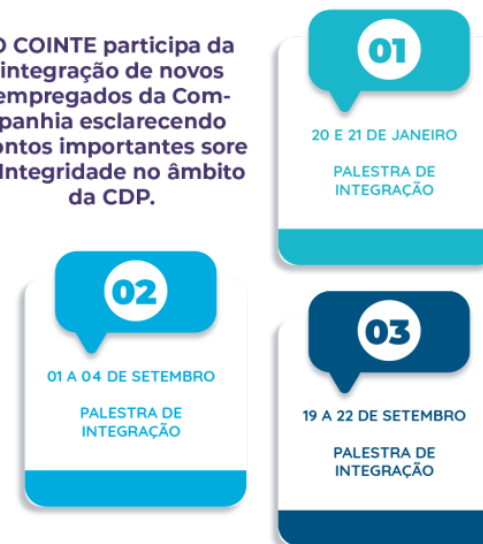 O COINTE participa da
integração de novos
empregados da Com-
panhia esclarecendo
pontos importantes sore
Integridade no âmbito
da CDP.
01
20 E 21 DE JANEIRO
PALESTRA DE
INTEGRAÇÃO
02
01 A 04 DE SETEMBRO
PALESTRA DE
INTEGRAÇÃO
03
19 A 22 DE SETEMBRO
PALESTRA DE
INTEGRAÇÃO